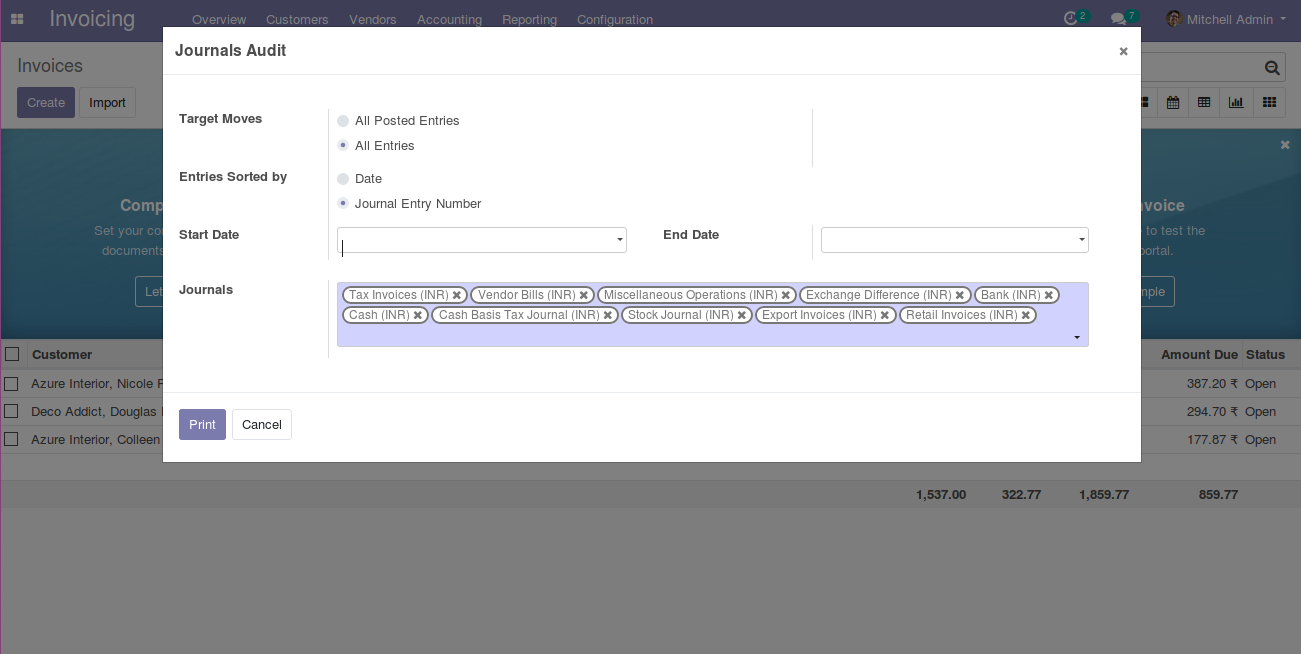 Invoicing Overview Customers Vendors Accounting Reporting Configuration 2 7 Mitchell Admin
Journals Audit ×
Invoices
Create Import
Target Moves All Posted Entries
All Entries
Entries Sorted by Date
Journal Entry Number
Start Date End Date
Journals Tax Invoices (INR) Vendor Bills (INR) Miscellaneous Operations (INR) Exchange Difference (INR) Bank (INR)
Cash (INR) Cash Basis Tax Journal (INR) Stock Journal (INR) Export Invoices (INR) Retail Invoices (INR)
Print Cancel
Comp
Set your co
documents
Let
voice
to test the
ortal.
mple
Customer Amount Due Status
Azure Interior, Nicole F 387.20 ₹ Open
Deco Addict, Douglas 294.70 ₹ Open
Azure Interior, Colleen 177.87 ₹ Open
1,537.00 322.77 1,859.77 859.77